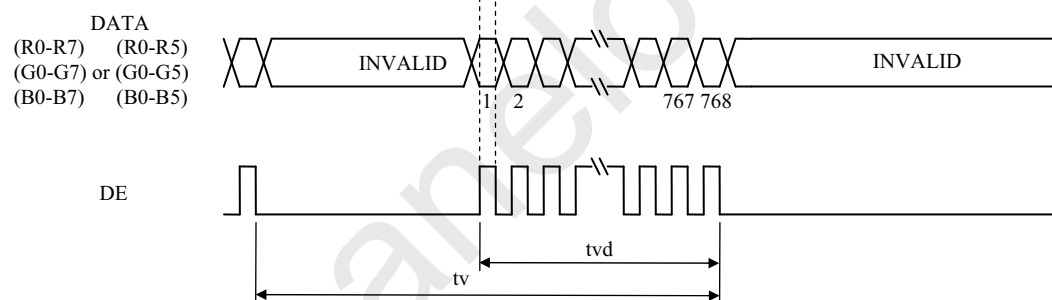 DATA
(R0-R7) (R0-R5)
(G0-G7) or (G0-G5)
(B0-B7) (B0-B5)
INVALID
INVALID
1 2 767 768
DE
tvd
tv